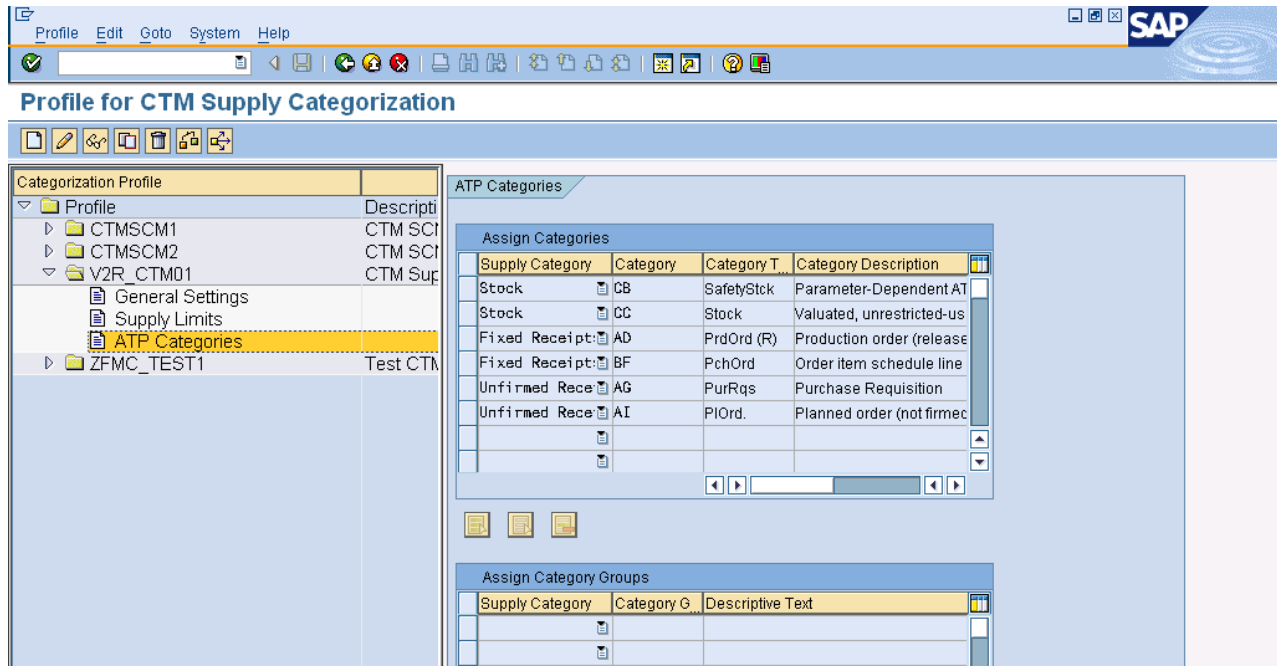 Profile Edit Goto System Help
SAP
Profile for CTM Supply Categorization
Categorization Profile
Profile Descripti
CTMSCM1 CTM SCM
CTMSCM2 CTM SCM
V2R_CTM01 CTM Sup
General Settings
Supply Limits
ATP Categories
ZFMC_TEST1 Test CTM
ATP Categories
Assign Categories
Supply Category Category Category T... Category Description
Stock CB SafetyStck Parameter-Dependent AT
Stock CC Stock Valuated, unrestricted-us
Fixed Receipt: AD PrdOrd (R) Production order (release
Fixed Receipt: BF PchOrd Order item schedule line
Unfirmed Rece AG PurRqs Purchase Requisition
Unfirmed Rece AI PlOrd. Planned order (not firmed
Assign Category Groups
Supply Category Category G... Descriptive Text